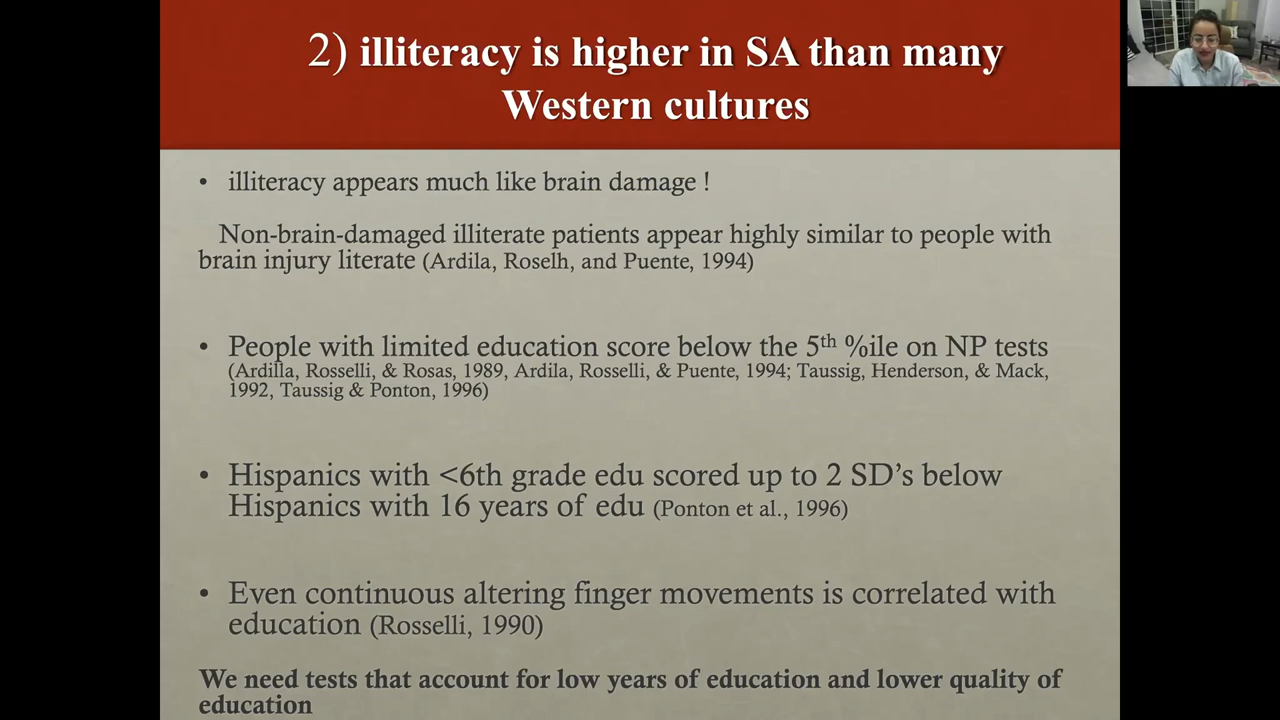 2) illiteracy is higher in SA than many
Western cultures
• illiteracy appears much like brain damage !
Non-brain-damaged illiterate patients appear highly similar to people with
brain injury literate (Ardila, Roselh, and Puente, 1994)
• People with limited education score below the 5th %ile on NP tests
(Ardilla, Rosselli, & Rosas, 1989, Ardila, Rosselli, & Puente, 1994; Taussig, Henderson, & Mack,
1992, Taussig & Ponton, 1996)
• Hispanics with <6th grade edu scored up to 2 SD’s below
Hispanics with 16 years of edu (Ponton et al., 1996)
• Even continuous altering finger movements is correlated with
education (Rosselli, 1990)
We need tests that account for low years of education and lower quality of
education